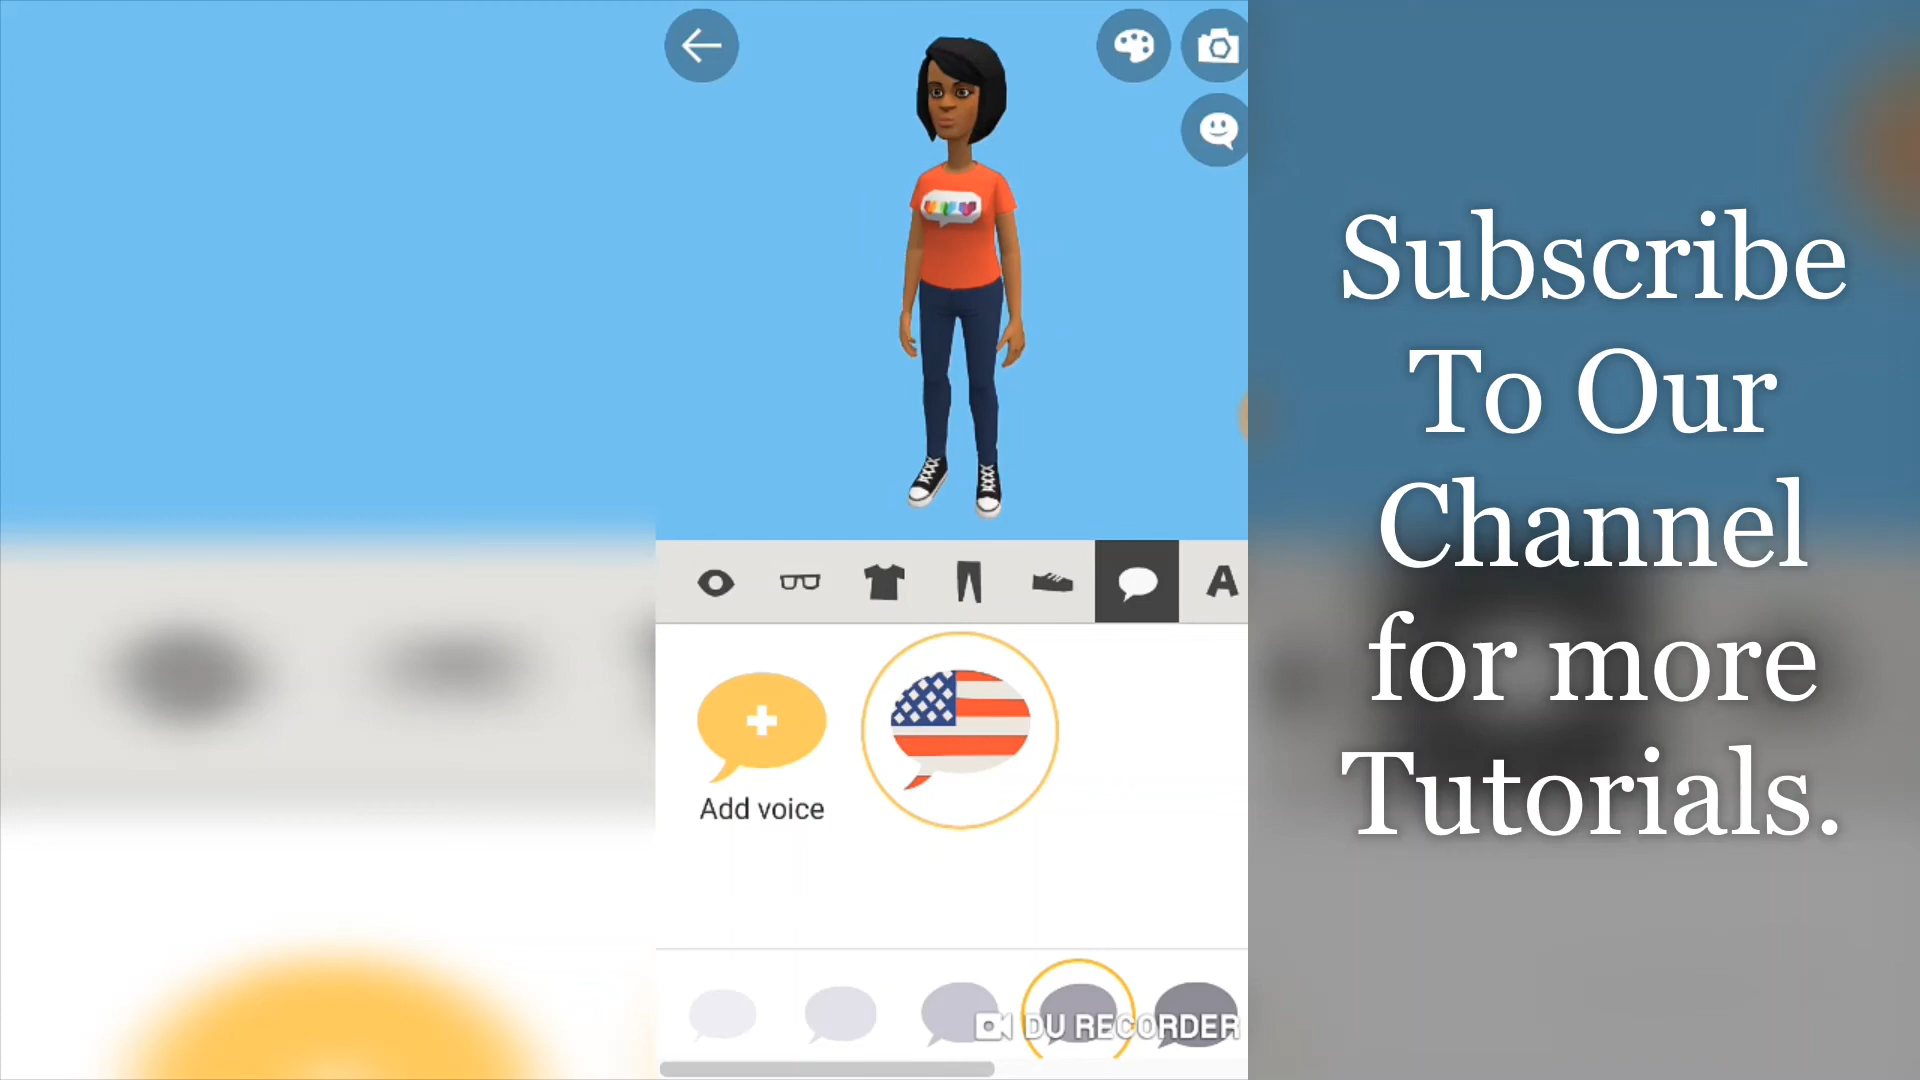 Subscribe
To Our
Channel
for more
Tutorials.
A
Add voice
DU RECORDER